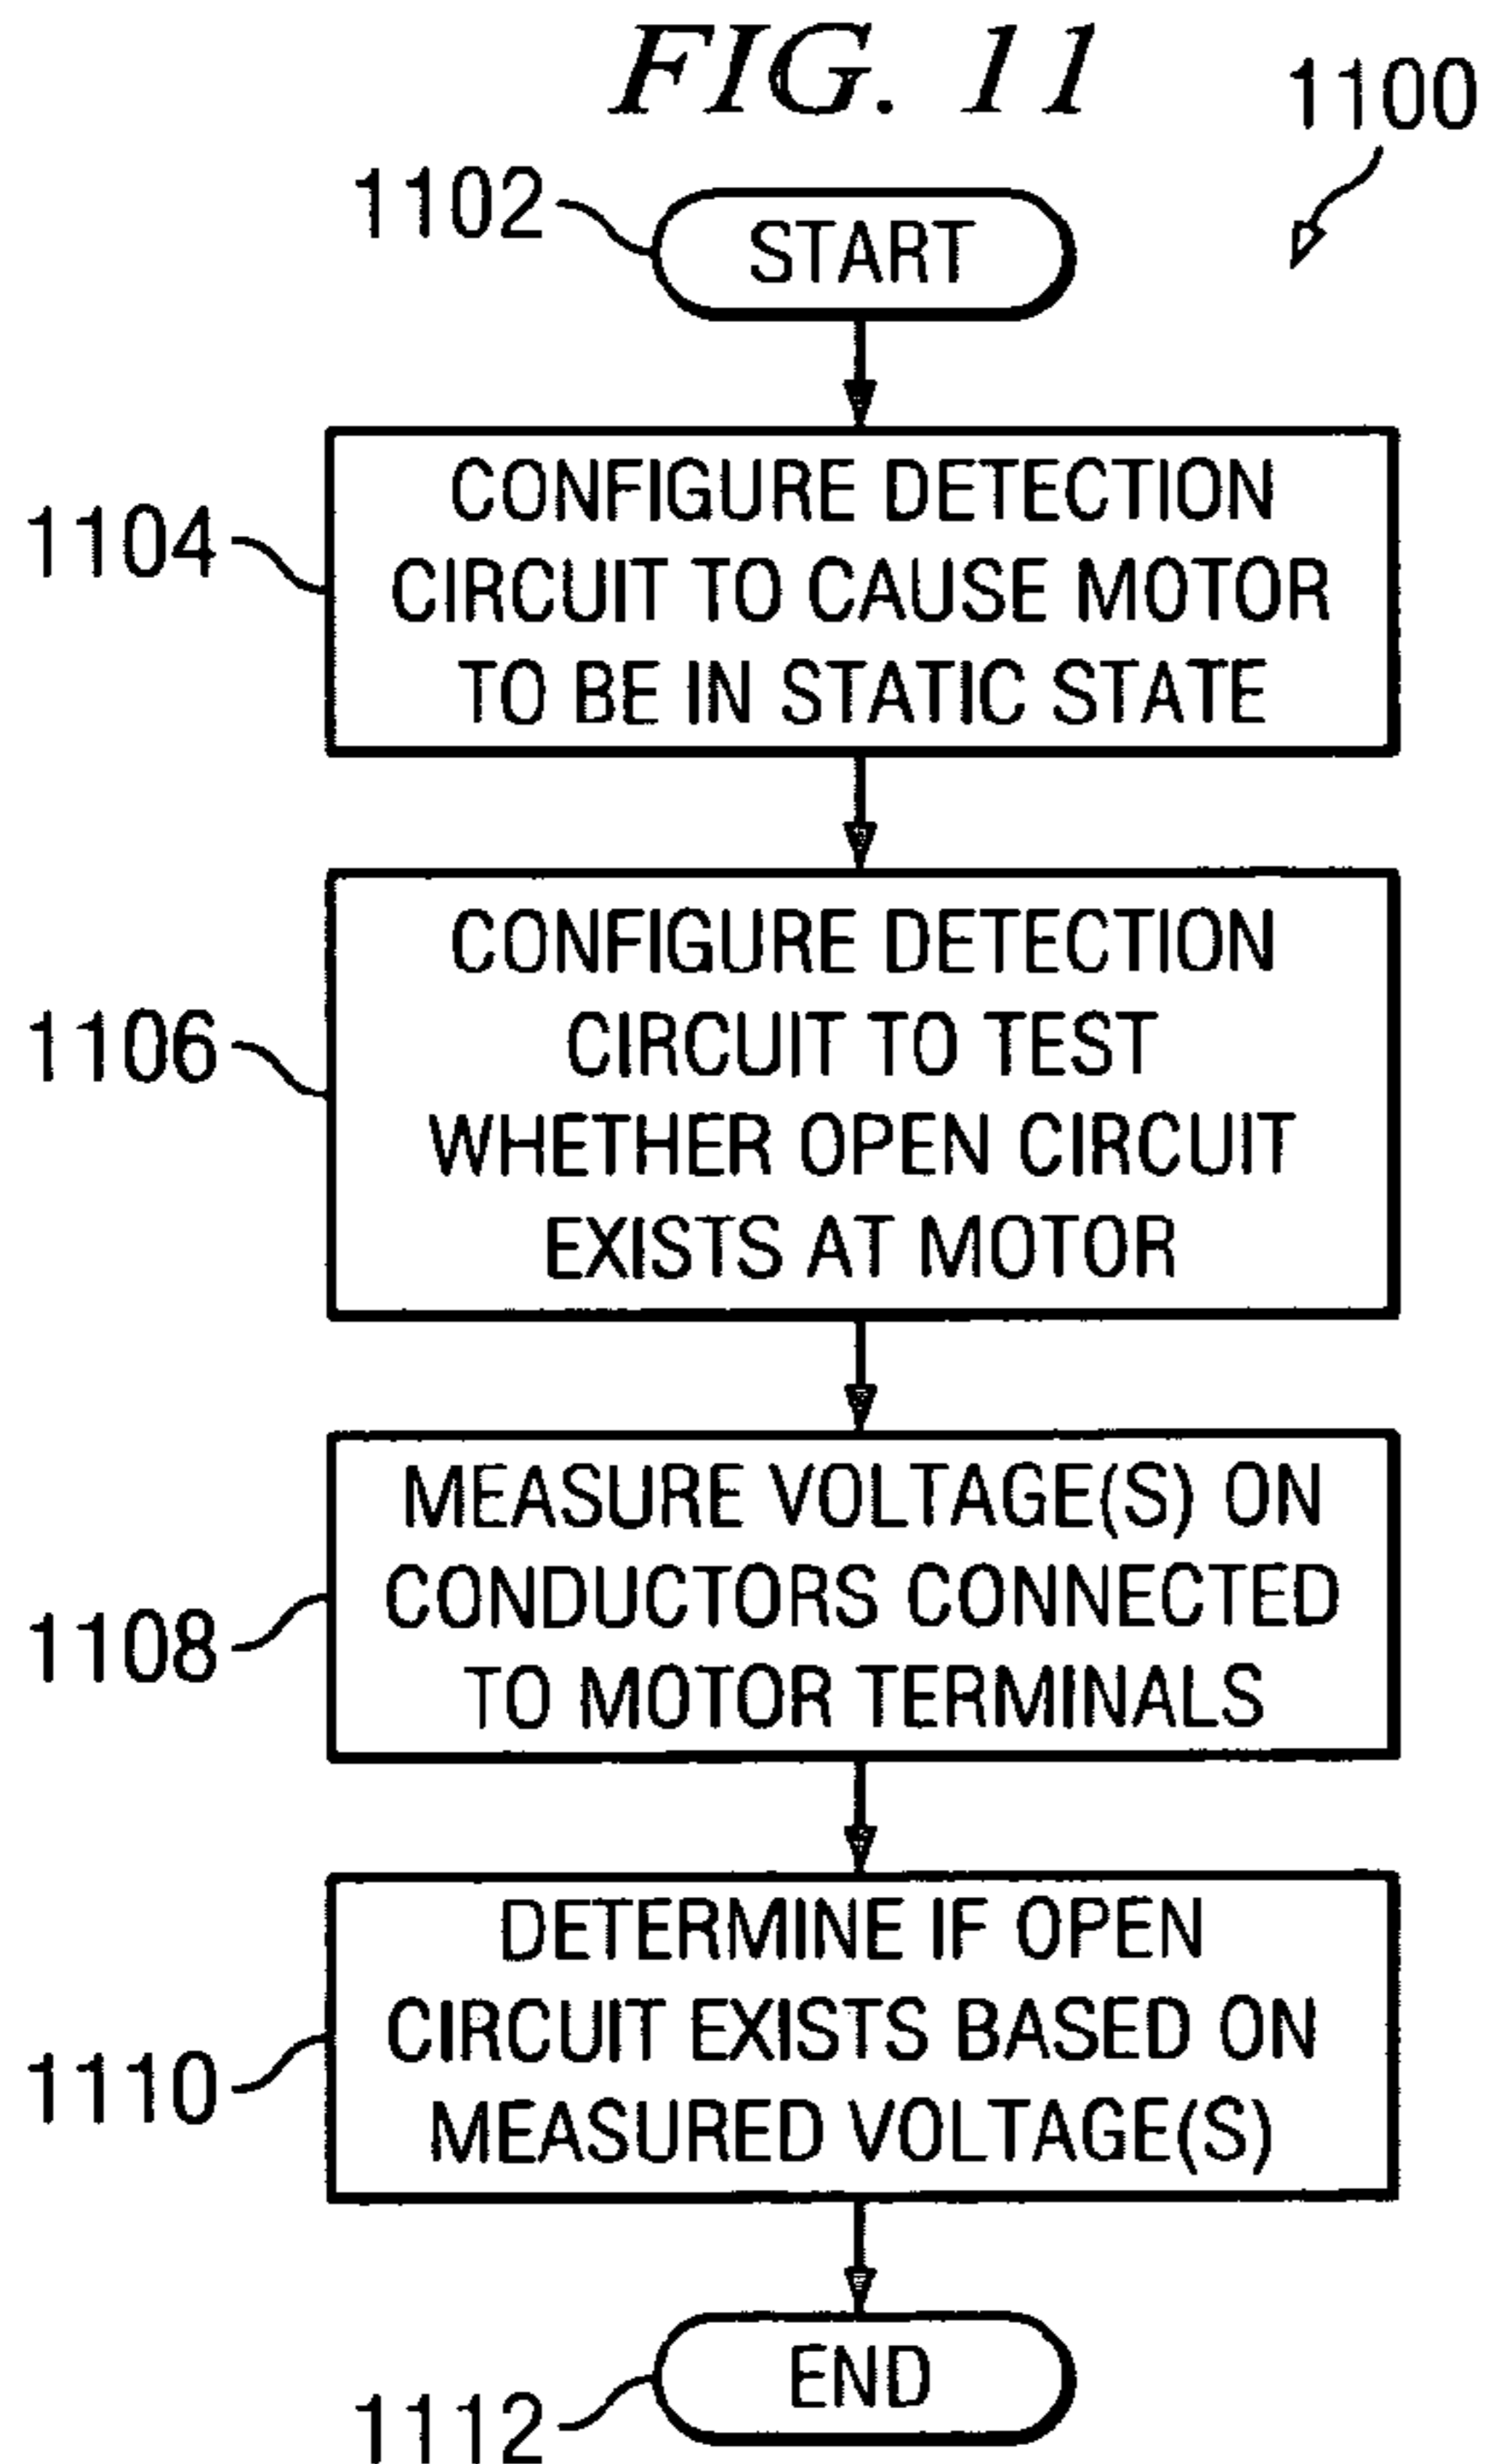 FIG. 11
1100
1102
START
1104
CONFIGURE DETECTION
CIRCUIT TO CAUSE MOTOR
TO BE IN STATIC STATE
1106
CONFIGURE DETECTION
CIRCUIT TO TEST
WHETHER OPEN CIRCUIT
EXISTS AT MOTOR
1108
MEASURE VOLTAGE(S) ON
CONDUCTORS CONNECTED
TO MOTOR TERMINALS
1110
DETERMINE IF OPEN
CIRCUIT EXISTS BASED ON
MEASURED VOLTAGE(S)
1112
END